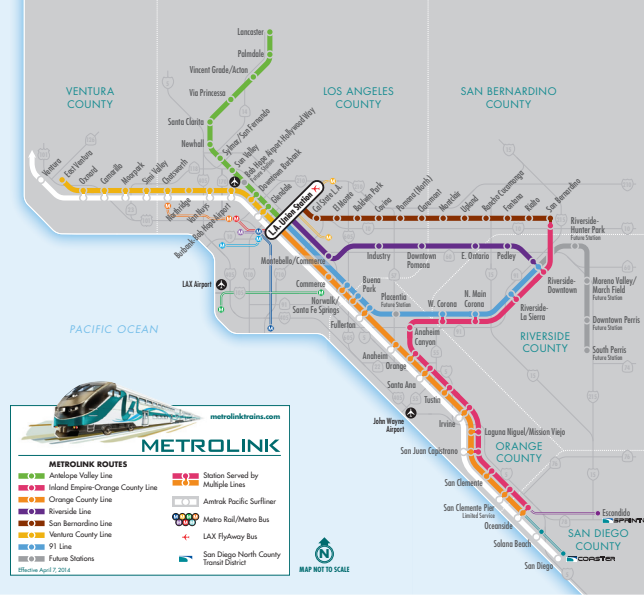 Lancaster
Palmdale
Vincent Grade/Acton
Via Princessa
Santa Clarita
Newhall
Sylmar/San Fernando
Sun Valley
Bob Hope Airport-Hollywood Way
Future Station
Downtown Burbank
Glendale
VENTURA
COUNTY
LOS ANGELES
COUNTY
SAN BERNARDINO
COUNTY
Ventura
East Ventura
Oxnard
Camarillo
Moorpark
Simi Valley
Chatsworth
Northridge
Van Nuys
Burbank-Bob Hope Airport
L.A. Union Station
Cal State L.A.
El Monte
Baldwin Park
Covina
Pomona (North)
Claremont
Montclair
Upland
Rancho Cucamonga
Fontana
Rialto
San Bernardino
Riverside-
Hunter Park
Future Station
Montebello/Commerce
Industry
Downtown
Pomona
E. Ontario
Pedley
Riverside-
Downtown
Moreno Valley/
March Field
Future Station
LAX Airport
Commerce
Norwalk/
Santa Fe Springs
Buena
Park
Placentia
Future Station
W. Corona
N. Main
Corona
Riverside-
La Sierra
Downtown Perris
Future Station
Fullerton
Anaheim
Canyon
RIVERSIDE
COUNTY
South Perris
Future Station
PACIFIC OCEAN
Anaheim
Orange
Santa Ana
Tustin
John Wayne
Airport
Irvine
Laguna Niguel/Mission Viejo
ORANGE
COUNTY
San Juan Capistrano
San Clemente
San Clemente Pier
Limited Service
Oceanside
Escondido
SPRINTER
Solana Beach
SAN DIEGO
COUNTY
San Diego
COASTER
metrolinktrains.com
METROLINK
METROLINK ROUTES
Antelope Valley Line
Inland Empire-Orange County Line
Orange County Line
Riverside Line
San Bernardino Line
Ventura County Line
91 Line
Future Stations
Effective April 7, 2014
Station Served by
Multiple Lines
Amtrak Pacific Surfliner
Metro Rail/Metro Bus
LAX FlyAway Bus
San Diego North County
Transit District
N
MAP NOT TO SCALE